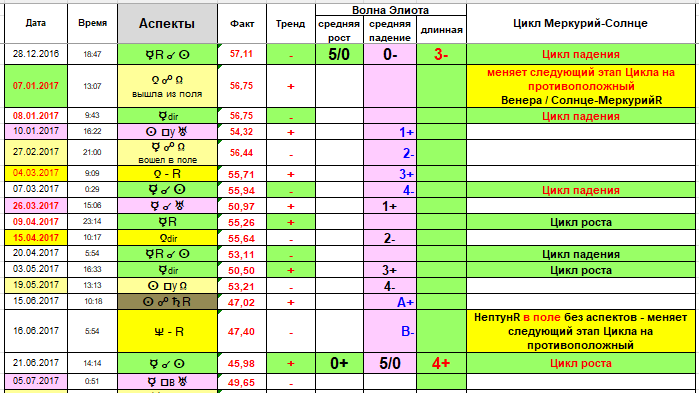 Дата Время Аспекты Факт Тренд Волна Элиота Цикл Меркурий-Солнце
средняя рост средняя падение длинная
28.12.2016 18:47 ☿R ☌ ☉ 57,11 - 5/0 0- 3- Цикл падения
07.01.2017 13:07 ♀ ☍ ☊ вышла из поля 56,75 + меняет следующий этап Цикла на
противоположный
Венера / Солнце-МеркурийR
08.01.2017 9:43 ☿dir 56,75 - Цикл падения
10.01.2017 16:22 ☉ □у ♅ 54,32 + 1+
27.02.2017 21:00 ☿ ☍ ☊ вошел в поле 56,44 - 2-
04.03.2017 9:09 ♀ - R 55,71 + 3+
07.03.2017 0:29 ☿ ☌ ☉ 55,94 - 4- Цикл падения
26.03.2017 15:06 ☿ ☌ ♅ 50,97 + 1+
09.04.2017 23:14 ☿R 55,26 + Цикл роста
15.04.2017 10:17 ♀dir 55,64 - 2-
20.04.2017 5:54 ☿R ☌ ☉ 53,11 - Цикл падения
03.05.2017 16:33 ☿dir 50,50 + 3+ Цикл роста
19.05.2017 13:13 ☉ □у ☊ 53,21 - 4-
15.06.2017 10:18 ☉ ☍ ♄ R 47,02 + A+
16.06.2017 5:54 ♆ - R 47,40 - B- НептунR в поле без аспектов - меняет
следующий этап Цикла на
противоположный
21.06.2017 14:14 ☿ ☌ ☉ 45,98 + 0+ 5/0 4+ Цикл роста
05.07.2017 0:51 ☿ □в ♅ 49,65 -